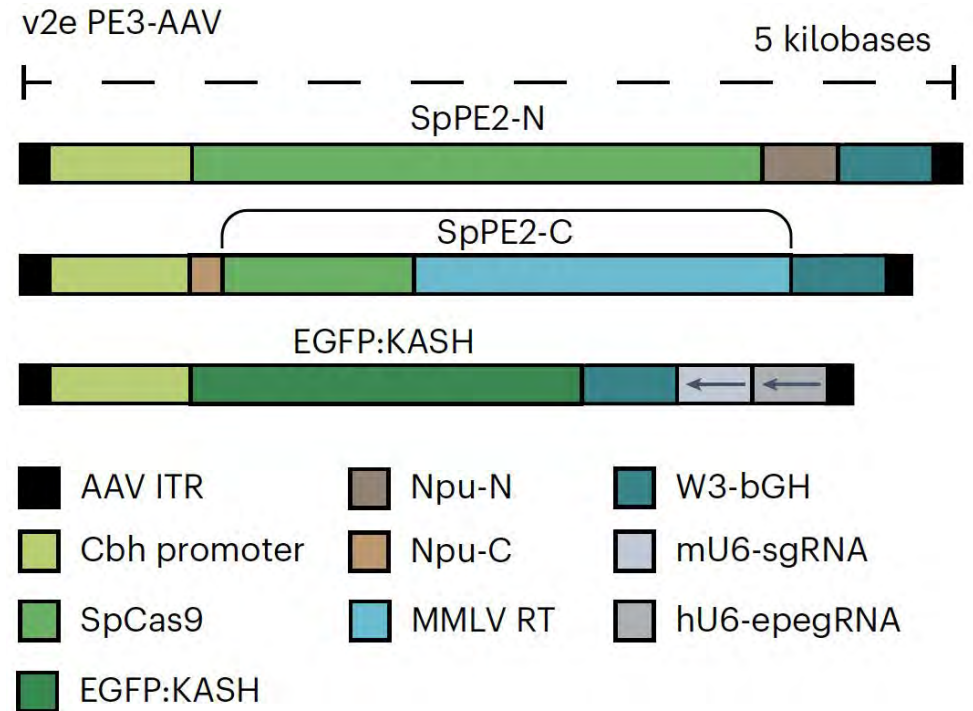 v2e PE3-AAV
5 kilobases
SpPE2-N
SpPE2-C
EGFP:KASH
AAV ITR
Npu-N
W3-bGH
Cbh promoter
Npu-C
mU6-sgRNA
SpCas9
MMLV RT
hU6-epegRNA
EGFP:KASH